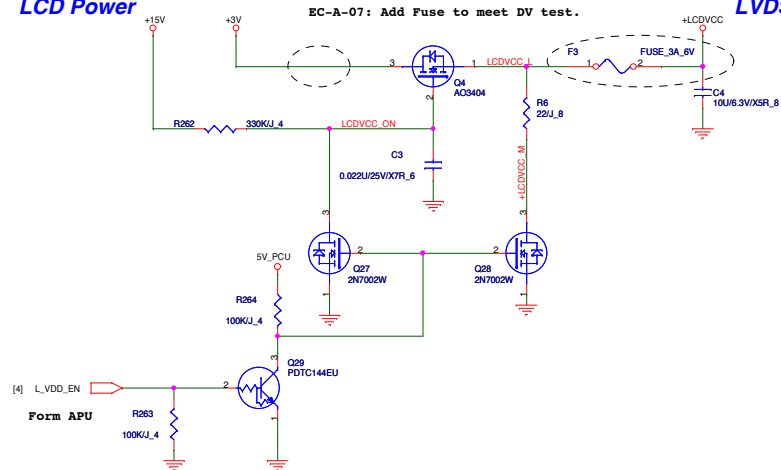 LCD Power
EC-A-07: Add Fuse to meet DV test.
LVDS
+15V
+3V
+LCDVCC
3
1
LCDVCC_L
F3
FUSE_3A_6V
1
2
Q4
AO3404
2
C4
10U/6.3V/X5R_8
R6
22/J_8
R262
330K/J_4
LCDVCC_ON
C3
0.022U/25V/X7R_6
+LCDVCC_M
3
3
5V_PCU
2
2
Q27
2N7002W
Q28
2N7002W
1
1
R264
100K/J_4
3
Q29
PDTC144EU
[4]
L_VDD_EN
2
Form APU
R263
100K/J_4
1